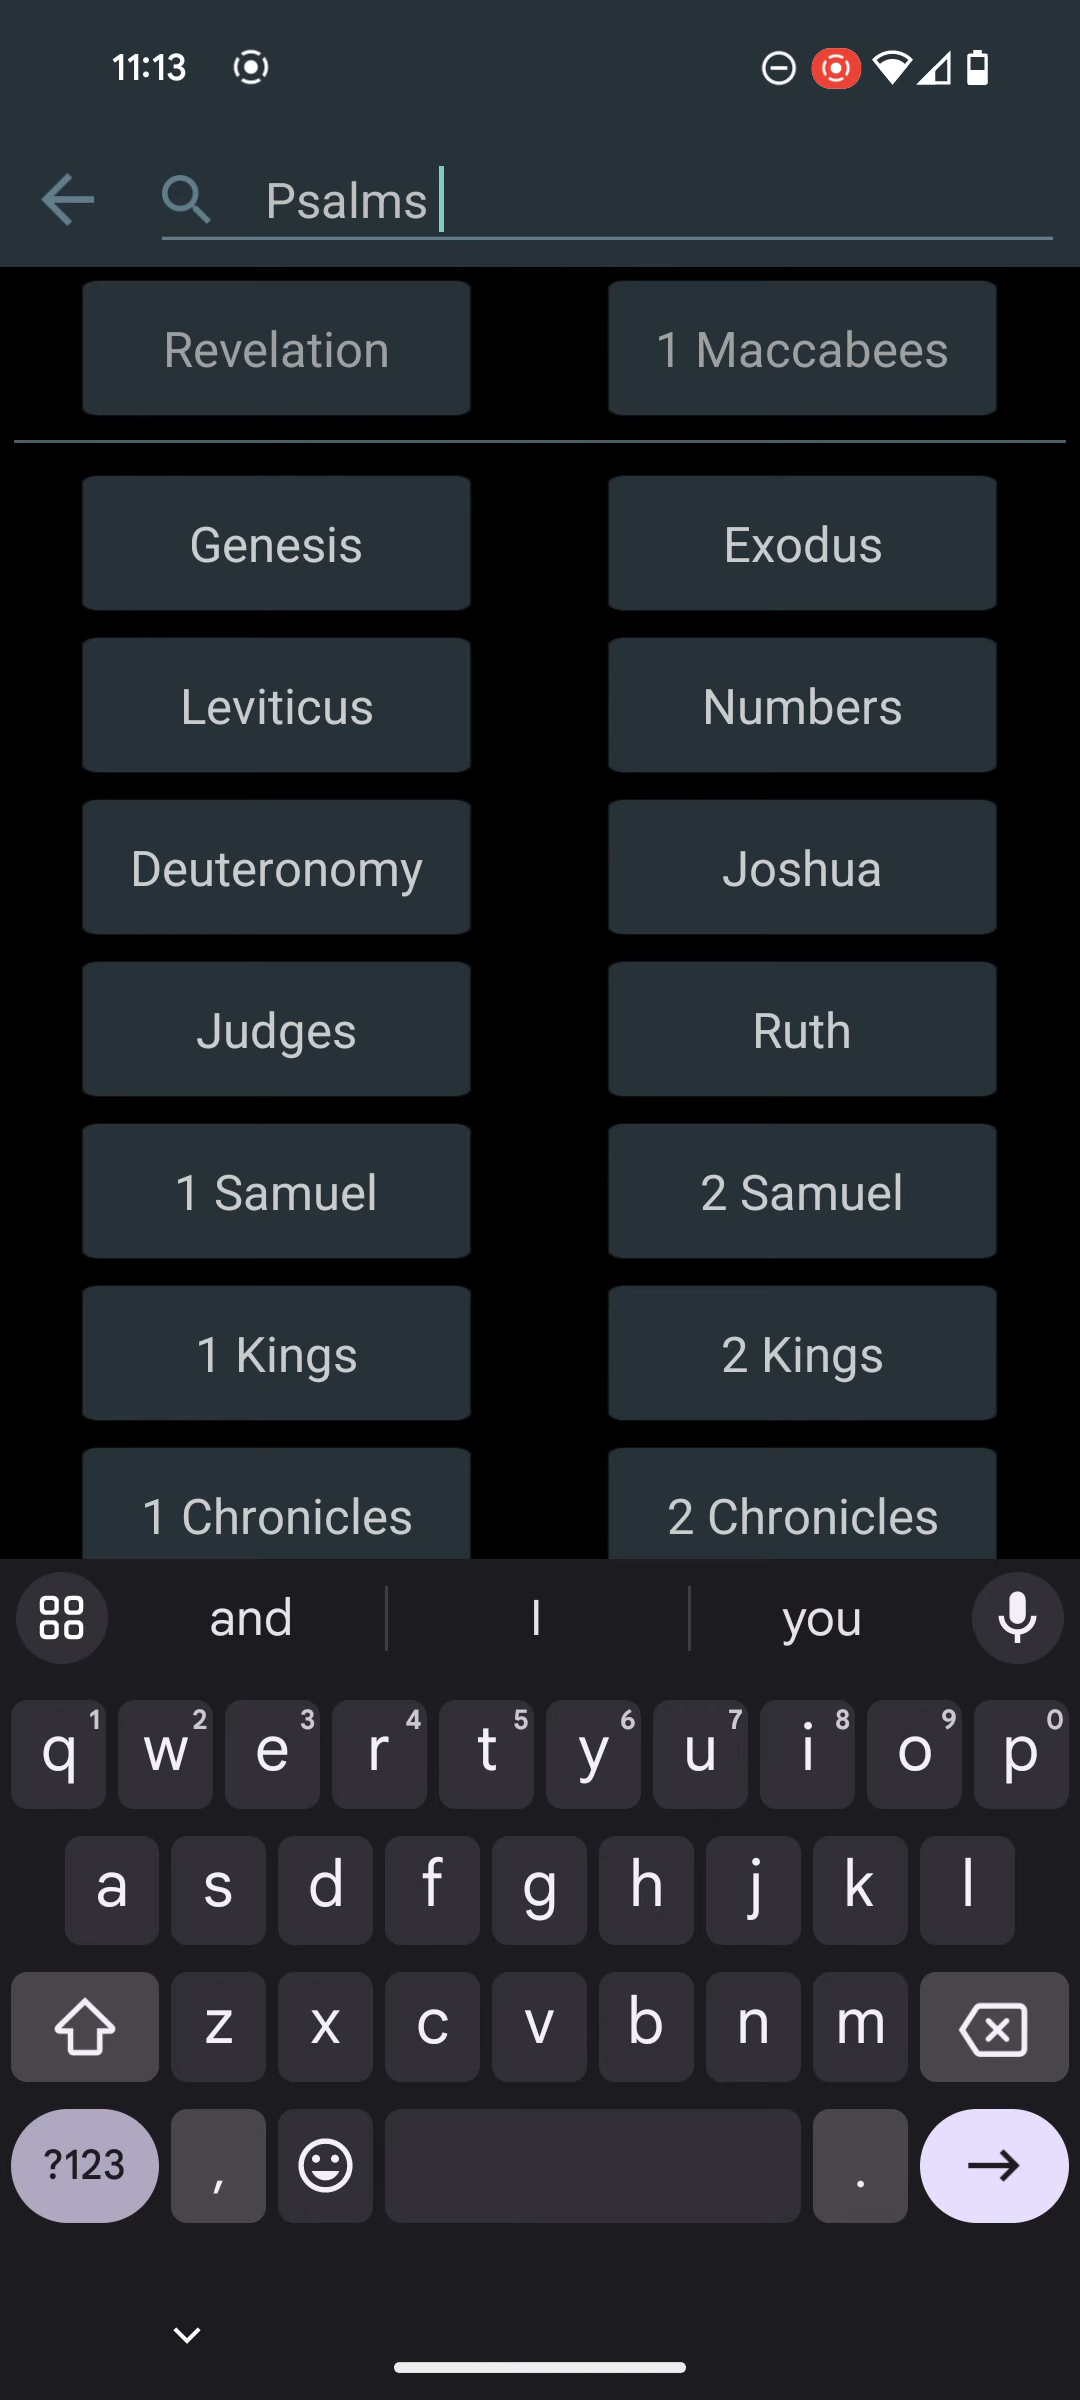 11:13
Psalms
Revelation 1 Maccabees
Genesis Exodus
Leviticus Numbers
Deuteronomy Joshua
Judges Ruth
1 Samuel 2 Samuel
1 Kings 2 Kings
1 Chronicles 2 Chronicles
and I you
q1 w2 e3 r4 t5 y6 u7 i8 o9 p0
a s d f g h j k l
z x c v b n m
?123 , .